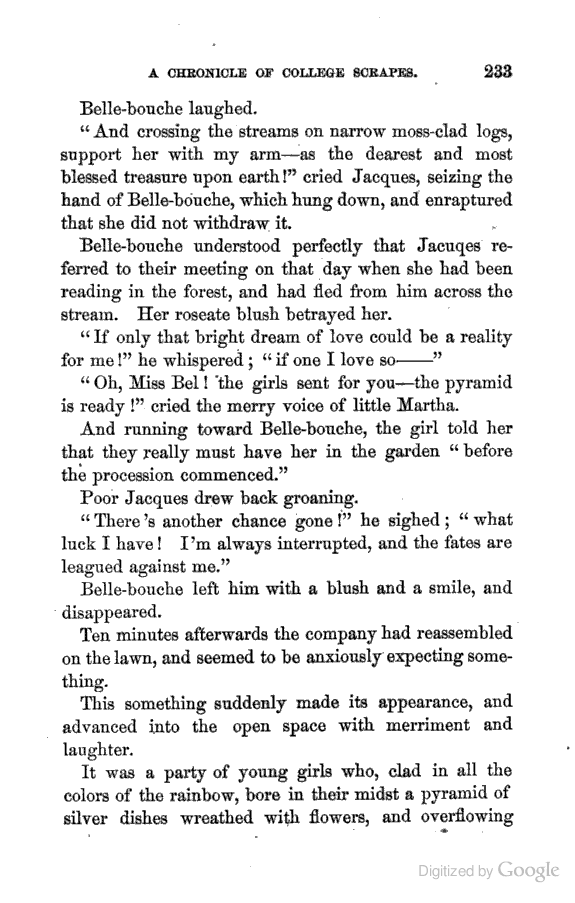 A CHRONICLE OF COLLEGE SCRAPES. 233
Belle-bouche laughed.
“ And crossing the streams on narrow moss-clad logs,
support her with my arm—as the dearest and most
blessed treasure upon earth!” cried Jacques, seizing the
hand of Belle-bouche, which hung down, and enraptured
that she did not withdraw it.
Belle-bouche understood perfectly that Jacuqes re-
ferred to their meeting on that day when she had been
reading in the forest, and had fled from him across the
stream. Her roseate blush betrayed her.
“ If only that bright dream of love could be a reality
for me!” he whispered ; “ if one I love so——”
“ Oh, Miss Bel ! the girls sent for you—the pyramid
is ready !” cried the merry voice of little Martha.
And running toward Belle-bouche, the girl told her
that they really must have her in the garden “ before
the procession commenced.”
Poor Jacques drew back groaning.
“ There 's another chance gone !” he sighed ; “ what
luck I have ! I 'm always interrupted, and the fates are
leagued against me.”
Belle-bouche left him with a blush and a smile, and
disappeared.
Ten minutes afterwards the company had reassembled
on the lawn, and seemed to be anxiously expecting some-
thing.
This something suddenly made its appearance, and
advanced into the open space with merriment and
laughter.
It was a party of young girls who, clad in all the
colors of the rainbow, bore in their midst a pyramid of
silver dishes wreathed with flowers, and overflowing
Digitized by Google